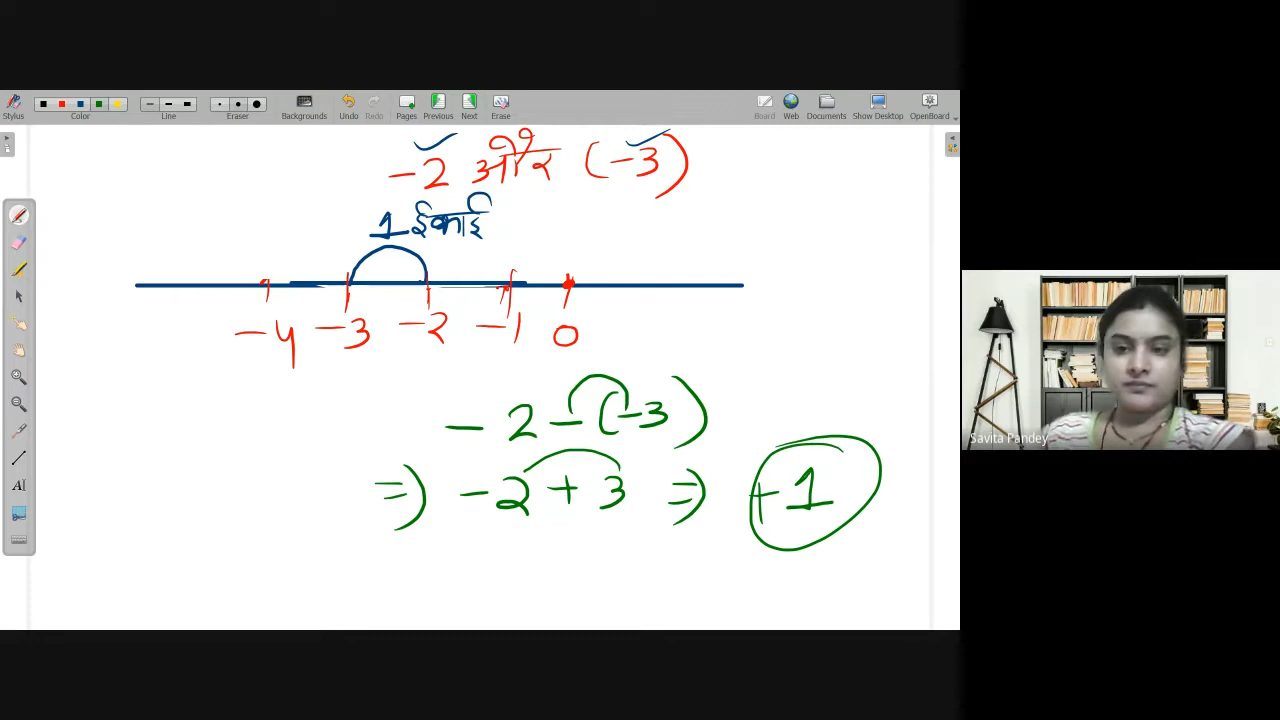 Stylus Color Line Eraser Backgrounds Undo Redo Pages Previous Next Erase Board Web Documents Show Desktop OpenBoard
-2 और (-3)
1 ईकाई
-4 -3 -2 -1 0
-2-(-3)
=) -2 + 3 =) +1
Savita Pandey